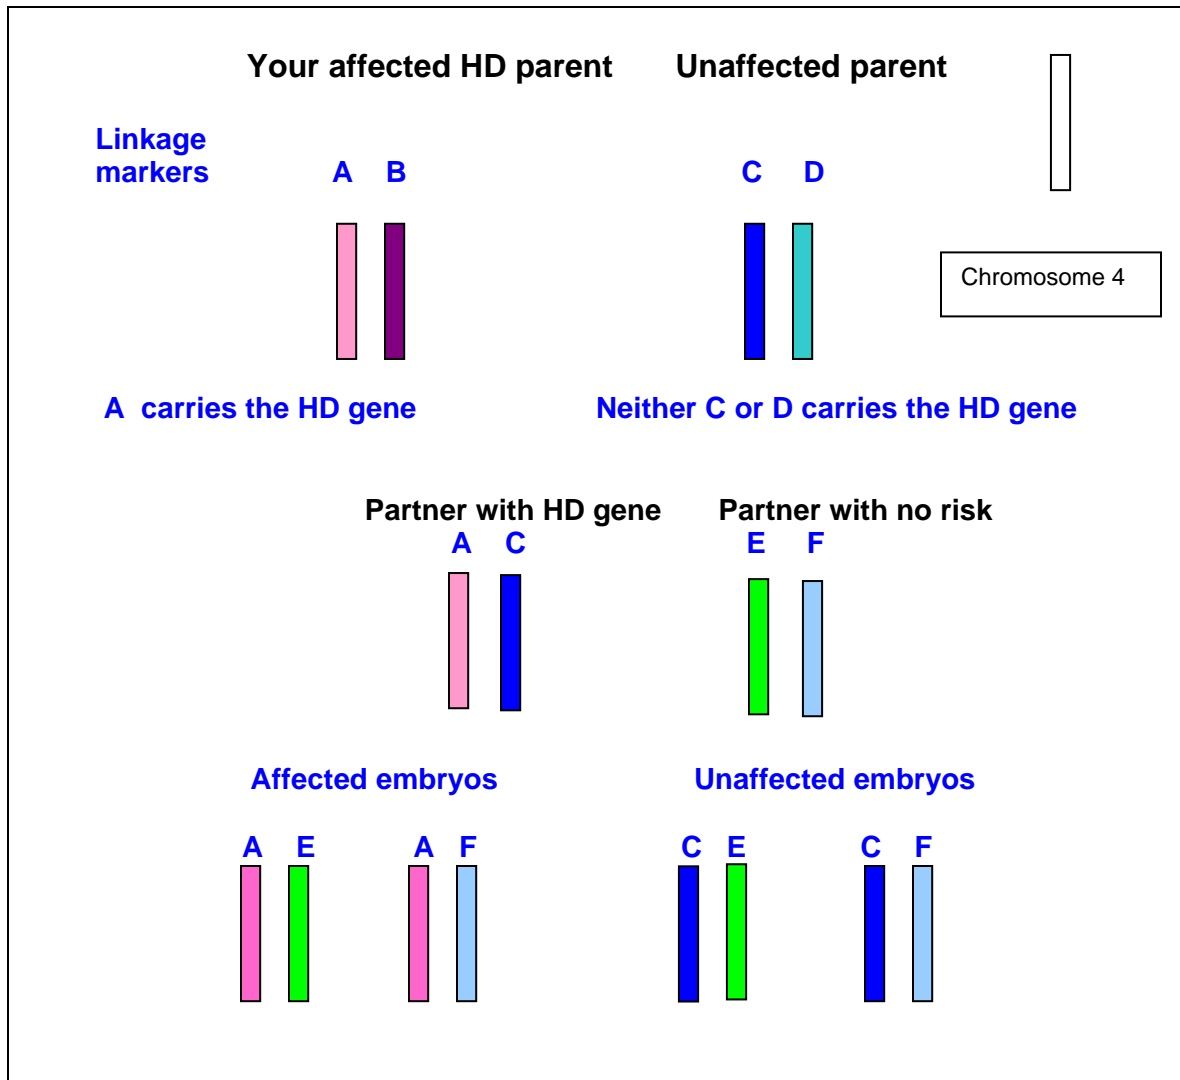 Your affected HD parent Unaffected parent
Linkage
markers
A B C D
Chromosome 4
A carries the HD gene Neither C or D carries the HD gene
Partner with HD gene Partner with no risk
A C E F
Affected embryos Unaffected embryos
A E A F C E C F